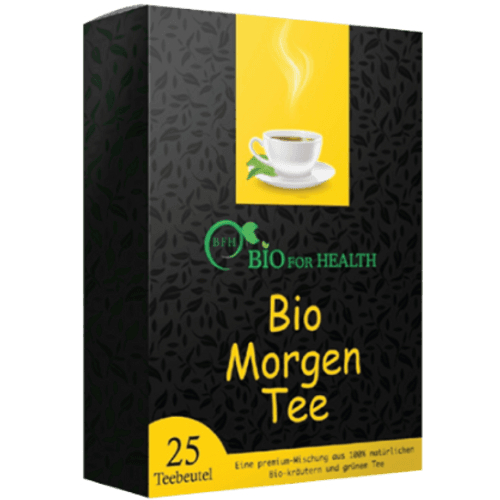 BFH
BIO FOR HEALTH
Bio
Morgen
Tee
25
Teebeutel
Eine premium-Mischung aus 100% natürlichen
Bio-kräutern und grünem Tee